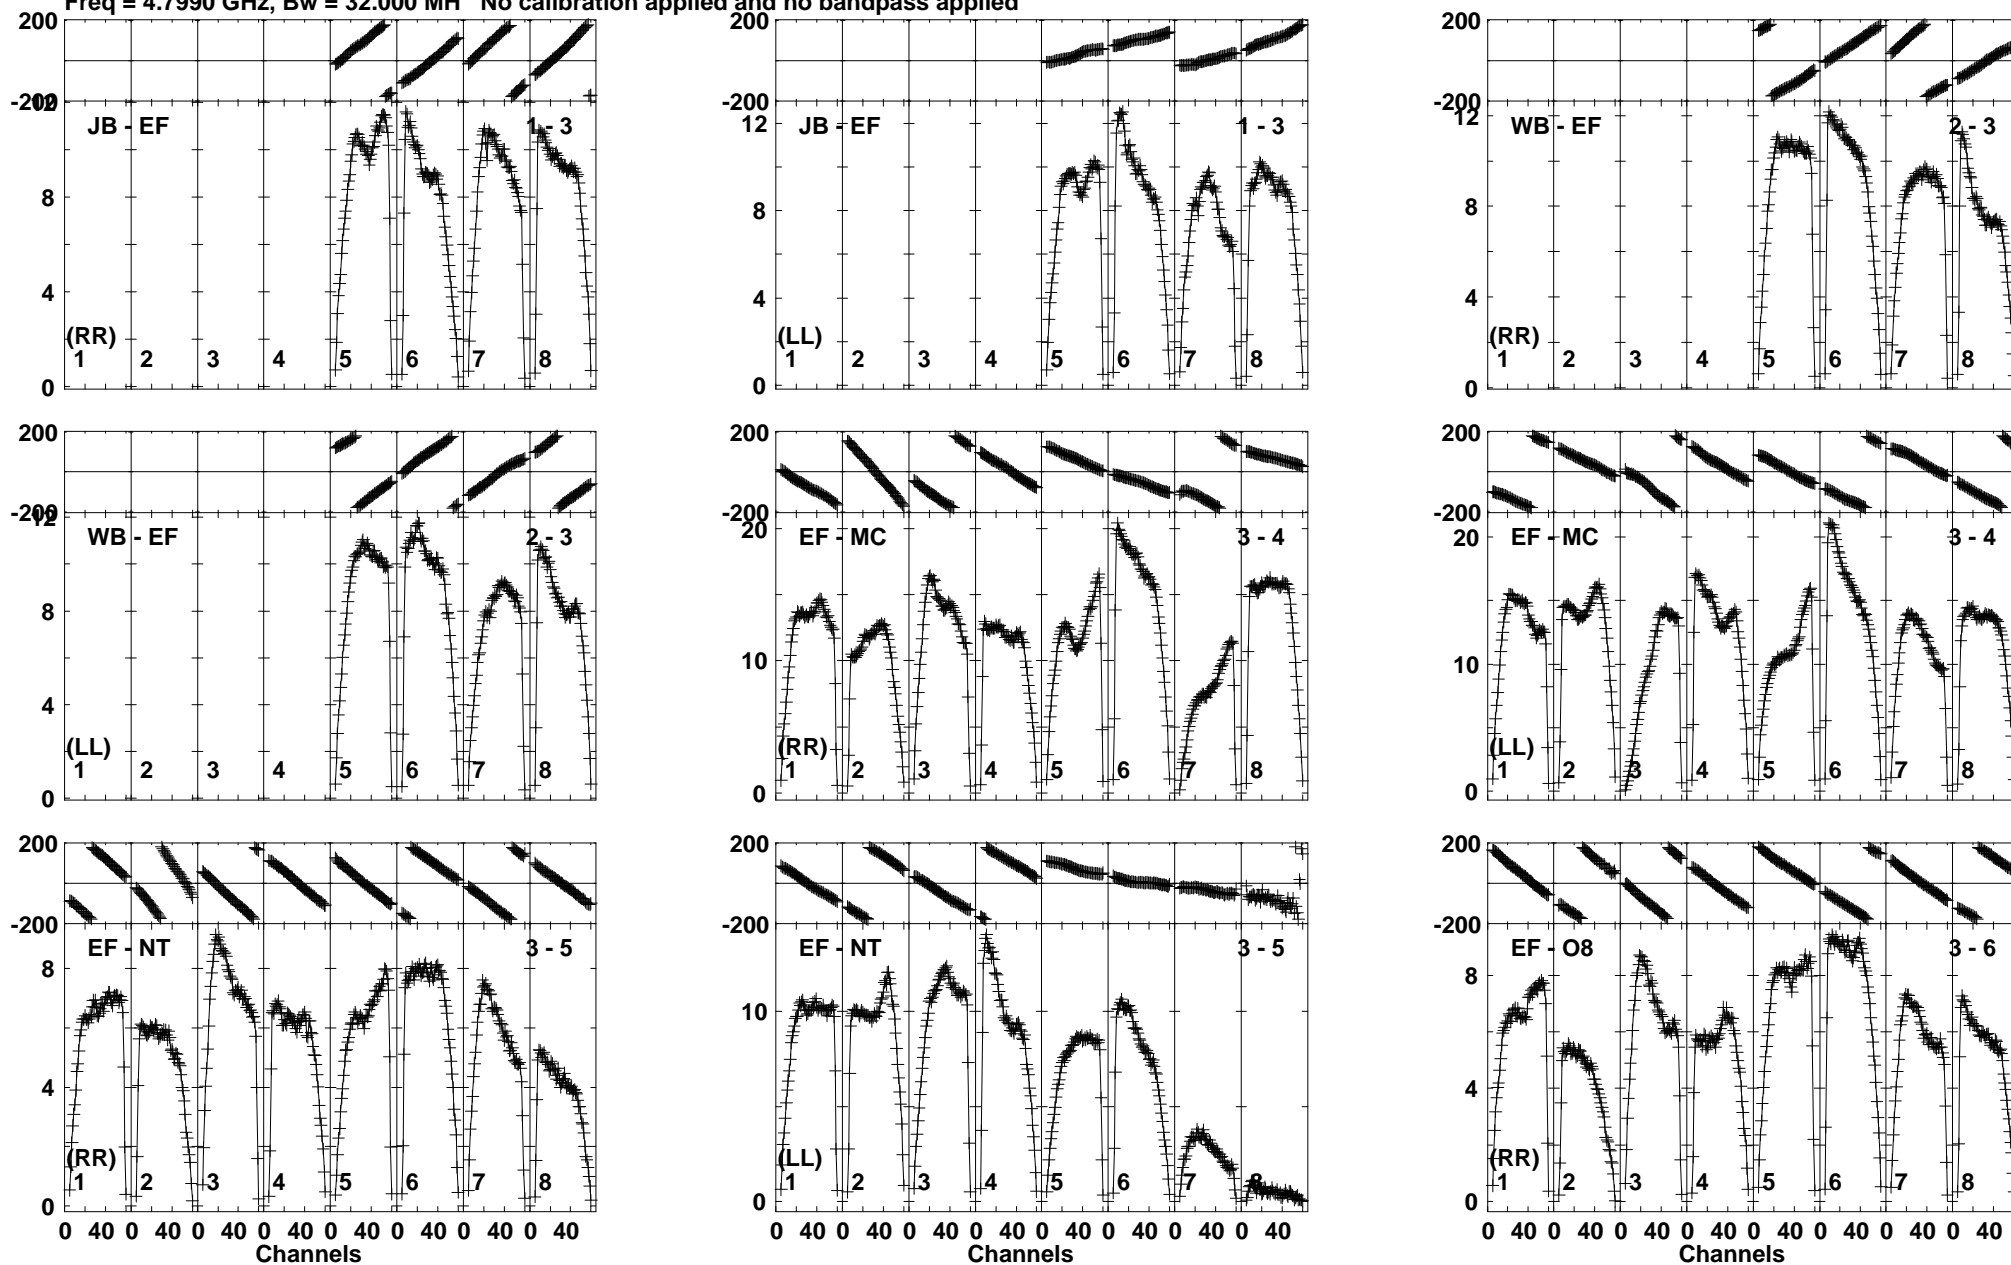 Freq = 4.7990 GHz, Bw = 32.000 MH No calibration applied and no bandpass applied
200 200 200
-200 -200 -200
12 12 12
JB - EF 1 - 3 JB - EF 1 - 3 WB - EF 2 - 3
8 8 8
4 4 4
(RR) (LL) (RR)
1 2 3 4 5 6 7 8 1 2 3 4 5 6 7 8 1 2 3 4 5 6 7 8
0 0 0
200 200 200
-200 -200 -200
12 20 20
WB - EF 2 - 3 EF - MC 3 - 4 EF - MC 3 - 4
8 10 10
4
(LL) (RR) (LL)
1 2 3 4 5 6 7 8 1 2 3 4 5 6 7 8 1 2 3 4 5 6 7 8
0 0 0
200 200 200
-200 -200 -200
EF - NT 3 - 5 EF - NT 3 - 5 EF - O8 3 - 6
8 10 8
4 4
(RR) (LL) (RR)
1 2 3 4 5 6 7 8 1 2 3 4 5 6 7 8 1 2 3 4 5 6 7 8
0 0 0
0 40 0 40 0 40 0 40 0 40 0 40 0 40 0 40 0 40 0 40 0 40 0 40 0 40 0 40 0 40 0 40 0 40 0 40 0 40 0 40 0 40 0 40 0 40 0 40
Channels Channels Channels